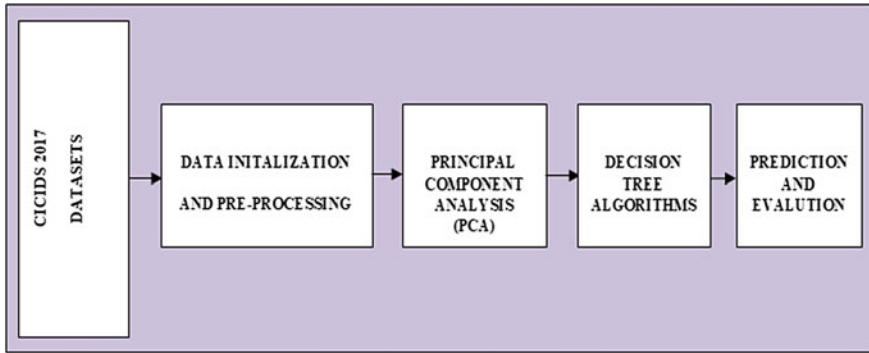 CICIDS 2017
DATASETS
DATA INITALIZATION
AND PRE-PROCESSING
PRINCIPAL
COMPONENT
ANALYSIS
(PCA)
DECISION
TREE
ALGORITHMS
PREDICTION
AND
EVALUTION